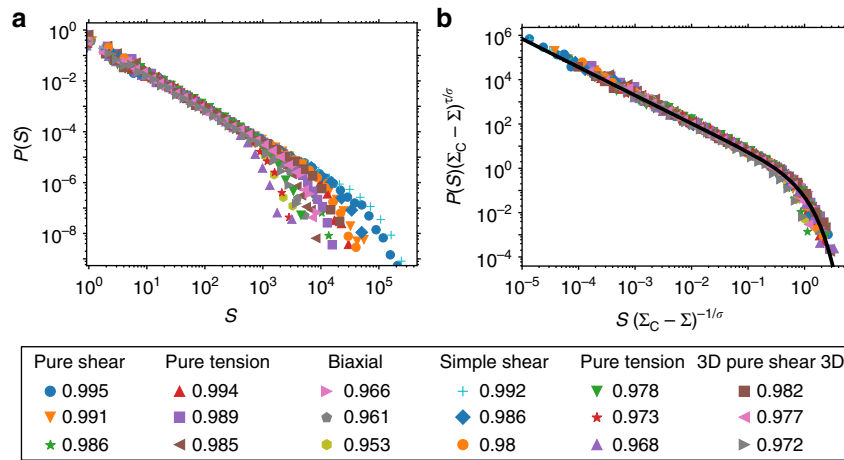 a
b
10^0
10^-2
10^-4
10^-6
10^-8
P(S)
10^0 10^1 10^2 10^3 10^4 10^5
S
10^6
10^4
10^2
10^0
10^-2
10^-4
P(S)(Σ_C − Σ)^τ/σ
10^-5 10^-4 10^-3 10^-2 10^-1 10^0
S (Σ_C − Σ)^-1/σ
Pure shear Pure tension Biaxial Simple shear Pure tension 3D pure shear 3D
0.995 0.994 0.966 0.992 0.978 0.982
0.991 0.989 0.961 0.986 0.973 0.977
0.986 0.985 0.953 0.98 0.968 0.972